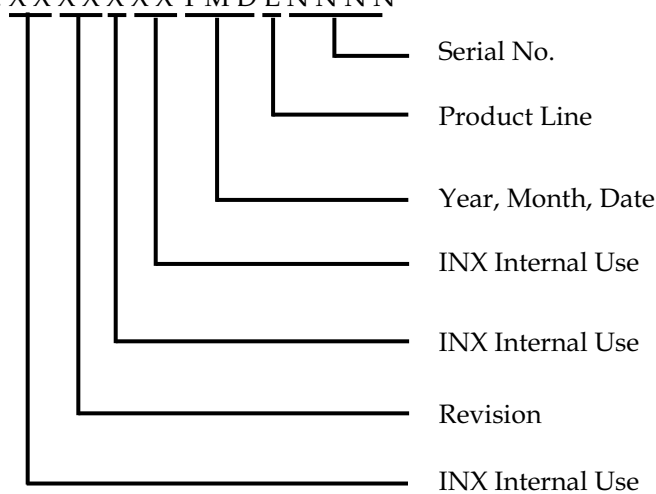 X X X X X X X Y M D L N N N N
Serial No.
Product Line
Year, Month, Date
INX Internal Use
INX Internal Use
Revision
INX Internal Use